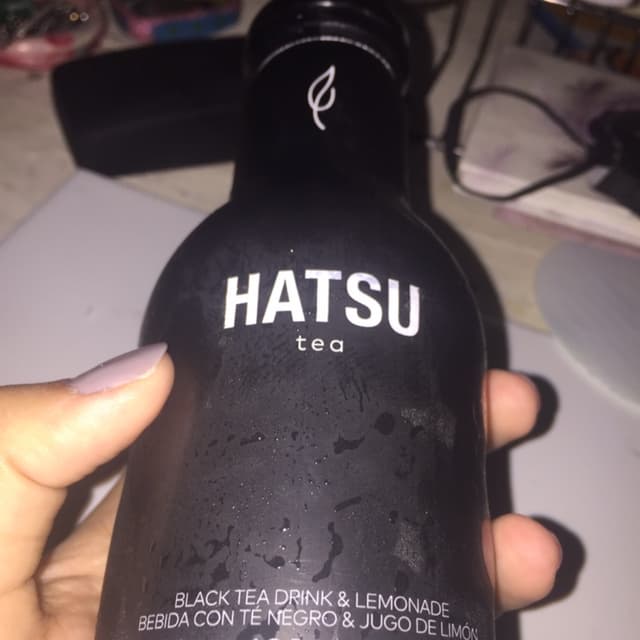 HATSU
tea
BLACK TEA DRINK & LEMONADE
BEBIDA CON TÉ NEGRO & JUGO DE LIMÓN